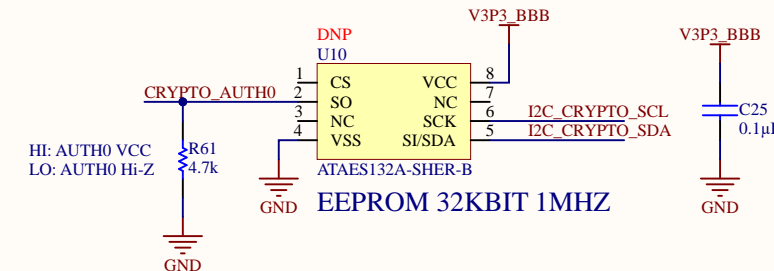 DNP
U10
V3P3_BBB
V3P3_BBB
CRYPTO_AUTH0
1 CS VCC 8
2 SO NC 7
3 NC SCK 6 I2C_CRYPTO_SCL
4 VSS SI/SDA 5 I2C_CRYPTO_SDA
ATAES132A-SHER-B
EEPROM 32KBIT 1MHZ
HI: AUTH0 VCC
LO: AUTH0 Hi-Z
R61
4.7k
C25
0.1µF
GND
GND
GND